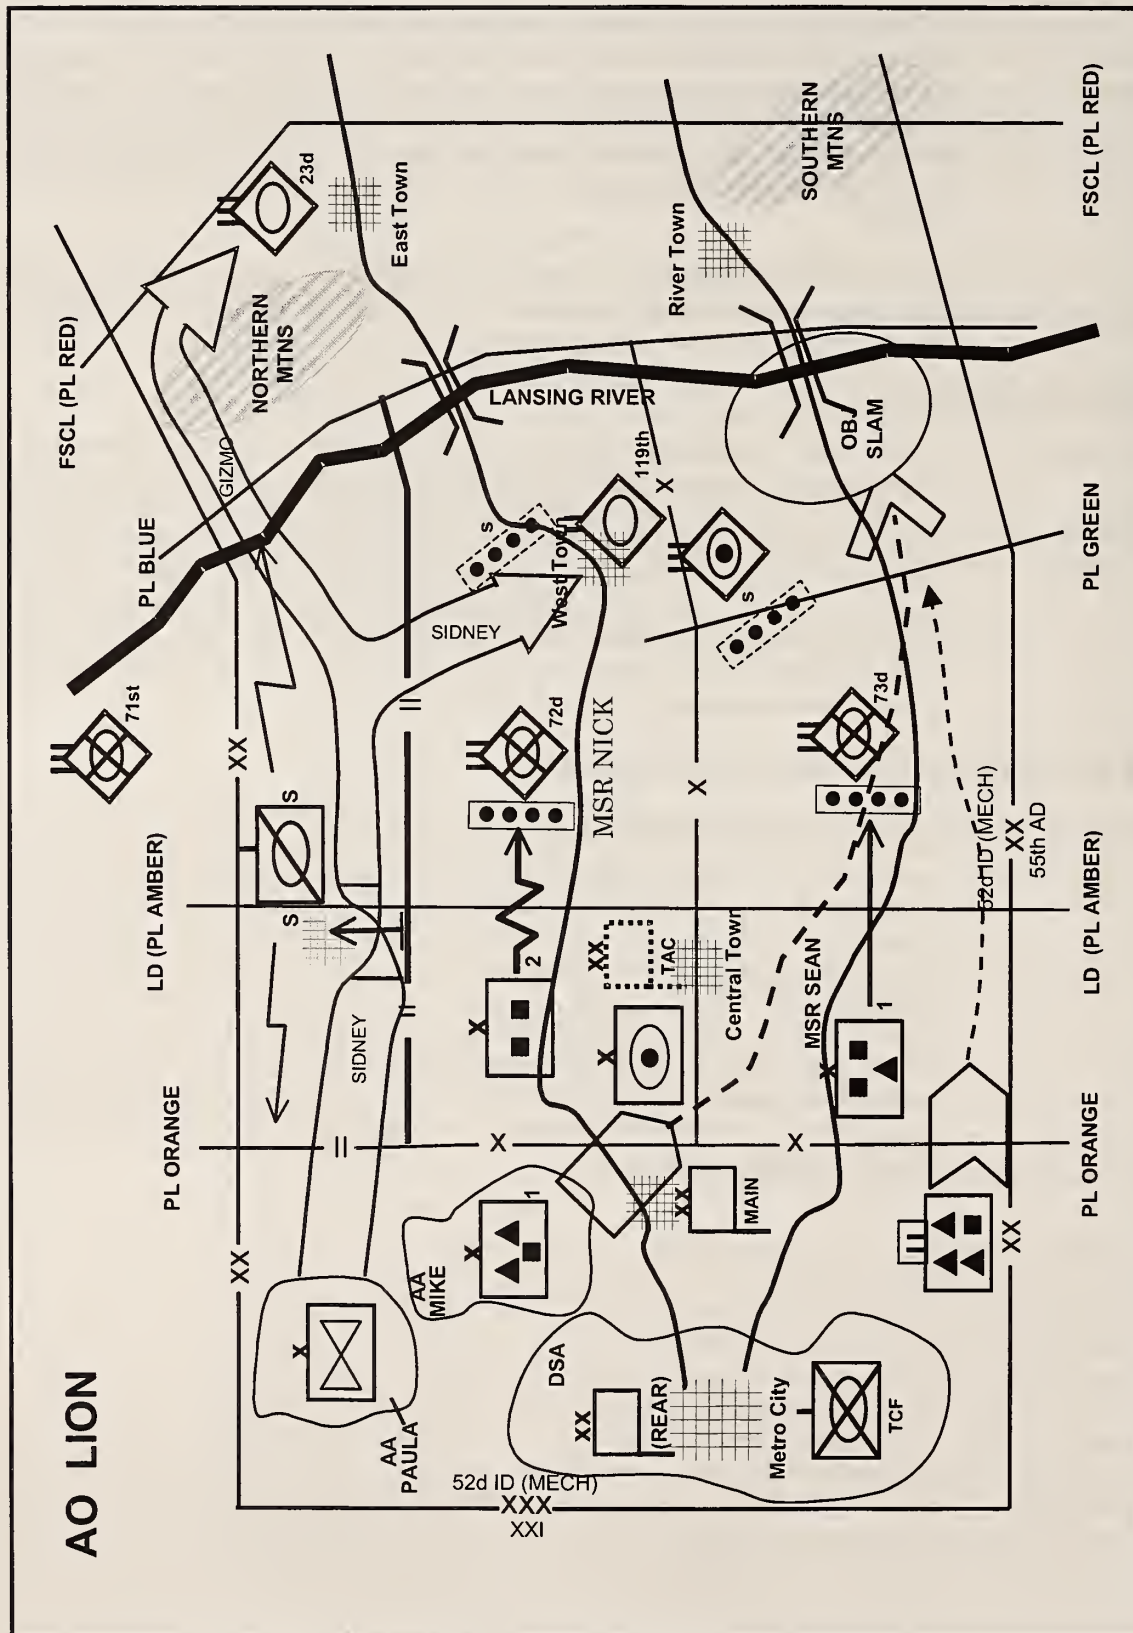 AO LION
FSCL (PL RED)
PL BLUE
LD (PL AMBER)
PL ORANGE
71st
23d
East Town
NORTHERN
MTNS
GIZMO
LANSING RIVER
River Town
SOUTHERN
MTNS
FSCL (PL RED)
OBJ
SLAM
119th
X
West Town
S
S
SIDNEY
PL GREEN
XX
II
72d
MSR NICK
X
73d
S
S
52d ID (MECH)
XX
55th AD
LD (PL AMBER)
XX
TAC
Central Town
MSR SEAN
2
X
X
X
1
SIDNEY
II
II
X
X
PL ORANGE
XX
MAIN
X
1
AA
MIKE
XX
XX
X
AA
PAULA
DSA
XX
(REAR)
Metro City
TCF
52d ID (MECH)
XXX
XXI